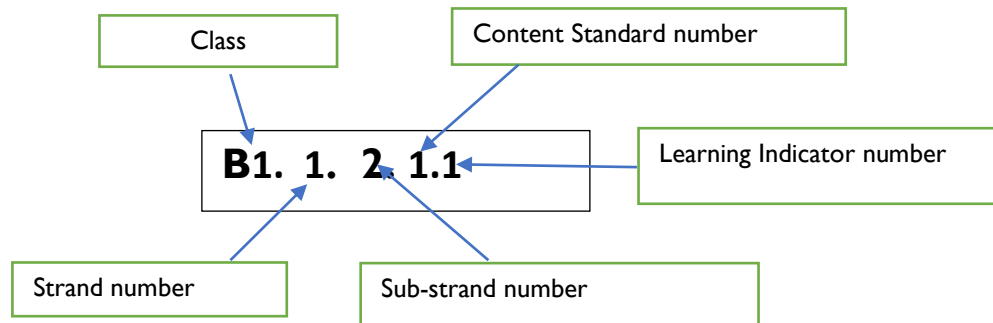 Class
Content Standard number
B1. 1. 2. 1.1
Learning Indicator number
Strand number
Sub-strand number